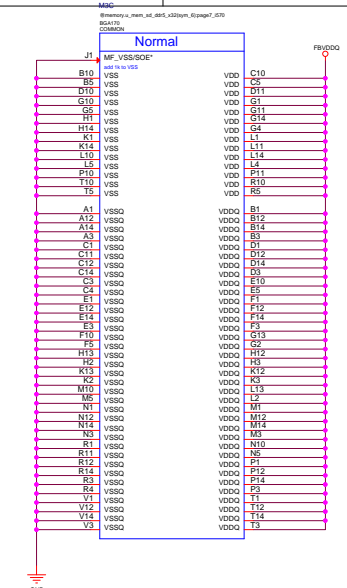 M3C
@memory.u_mem_sd_ddr5_x32(sym_6):page7_i570
BGA170
COMMON
Normal
FBVDDQ
J1 MF_VSS/SOE*
add 1k to VSS
B10 VSS VDD C10
B5 VSS VDD C5
D10 VSS VDD D11
G10 VSS VDD G1
G5 VSS VDD G11
H1 VSS VDD G14
H14 VSS VDD G4
K1 VSS VDD L1
K14 VSS VDD L11
L10 VSS VDD L14
L5 VSS VDD L4
P10 VSS VDD P11
T10 VSS VDD R10
T5 VSS VDD R5
A1 VSSQ VDDQ B1
A12 VSSQ VDDQ B12
A14 VSSQ VDDQ B14
A3 VSSQ VDDQ B3
C1 VSSQ VDDQ D1
C11 VSSQ VDDQ D12
C12 VSSQ VDDQ D14
C14 VSSQ VDDQ D3
C3 VSSQ VDDQ E10
C4 VSSQ VDDQ E5
E1 VSSQ VDDQ F1
E12 VSSQ VDDQ F12
E14 VSSQ VDDQ F14
E3 VSSQ VDDQ F3
F10 VSSQ VDDQ G13
F5 VSSQ VDDQ G2
H13 VSSQ VDDQ H12
H2 VSSQ VDDQ H3
K13 VSSQ VDDQ K12
K2 VSSQ VDDQ K3
M10 VSSQ VDDQ L13
M5 VSSQ VDDQ L2
N1 VSSQ VDDQ M1
N12 VSSQ VDDQ M12
N14 VSSQ VDDQ M14
N3 VSSQ VDDQ M3
R1 VSSQ VDDQ N10
R11 VSSQ VDDQ N5
R12 VSSQ VDDQ P1
R14 VSSQ VDDQ P12
R3 VSSQ VDDQ P14
R4 VSSQ VDDQ P3
V1 VSSQ VDDQ T1
V12 VSSQ VDDQ T12
V14 VSSQ VDDQ T14
V3 VSSQ VDDQ T3